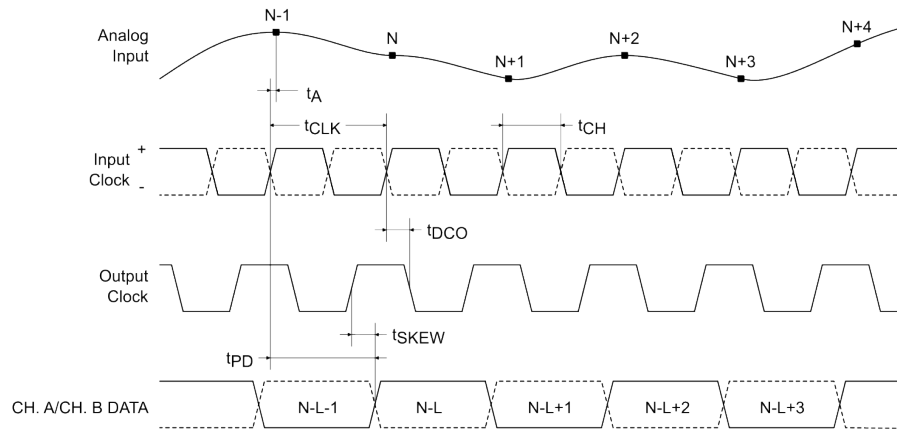 N-1
N
N+1
N+2
N+3
N+4
Analog
Input
tA
tCLK
tCH
Input
Clock
+
-
tDCO
Output
Clock
tSKEW
tPD
CH. A/CH. B DATA
N-L-1
N-L
N-L+1
N-L+2
N-L+3